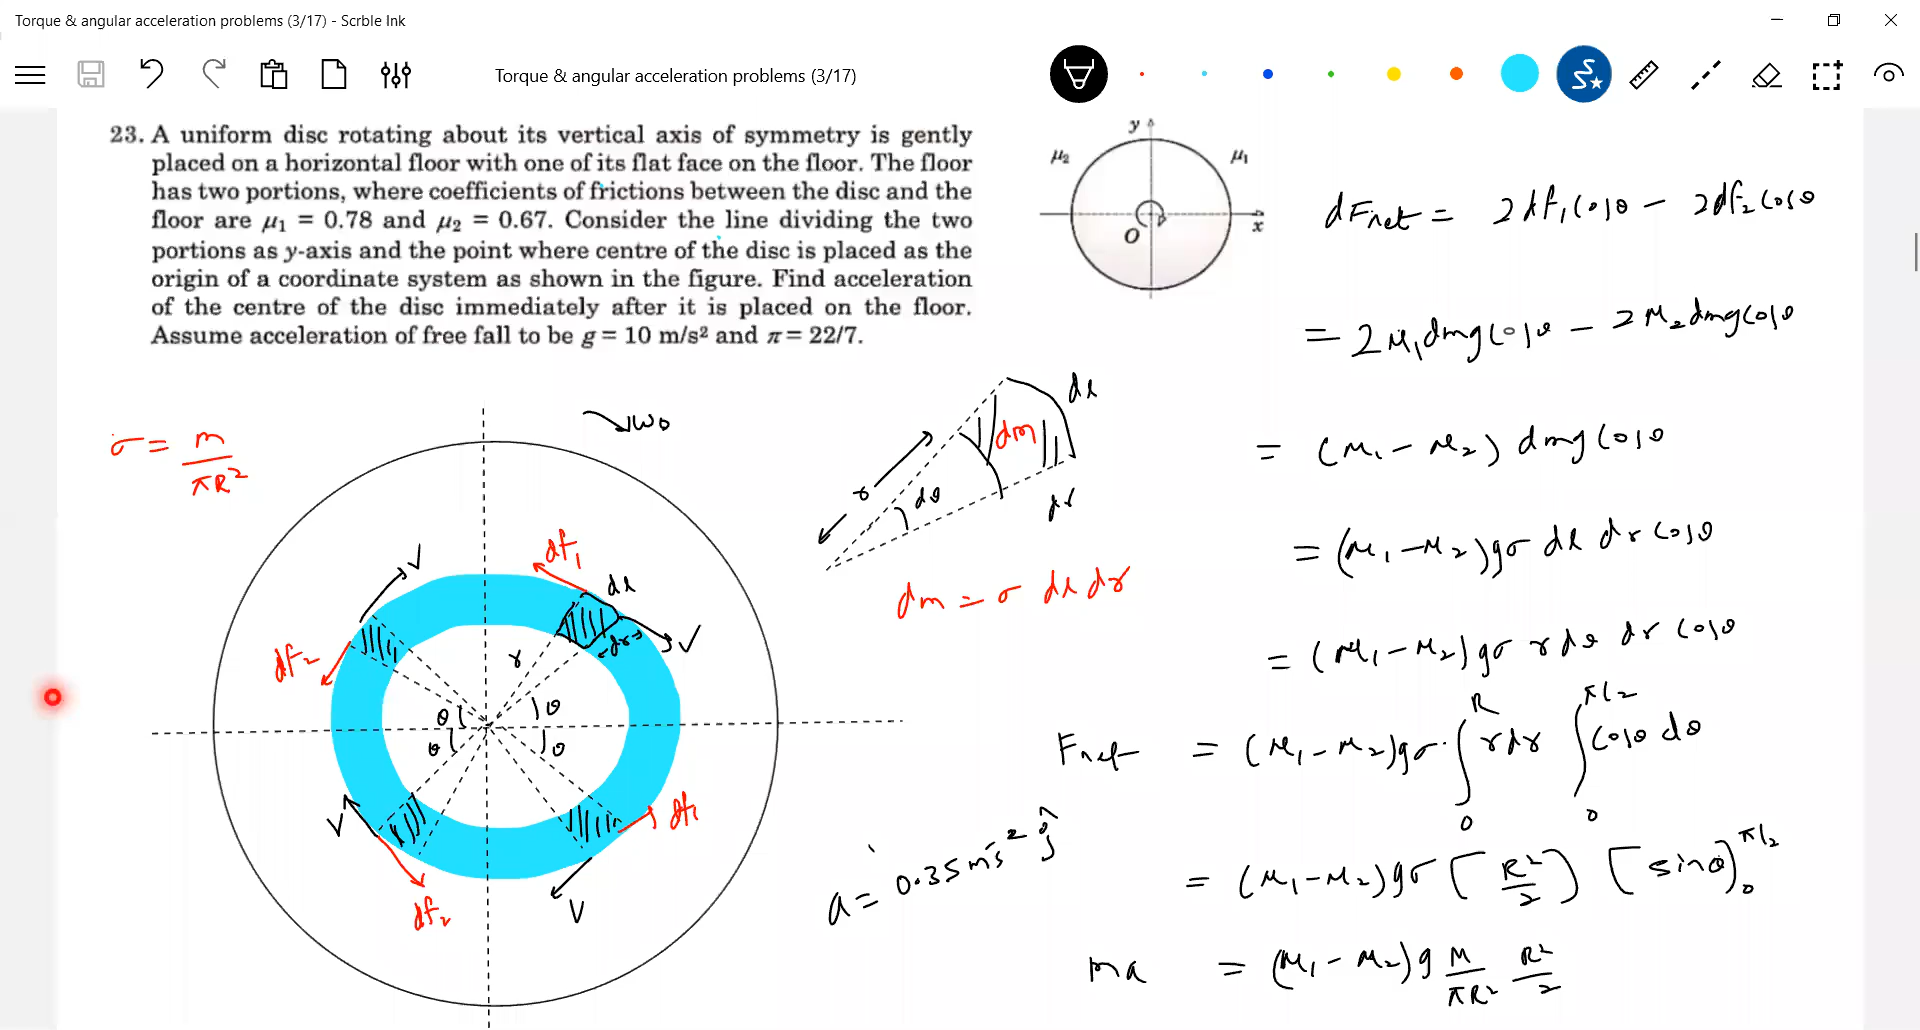 Torque & angular acceleration problems (3/17) - Scrble Ink
Torque & angular acceleration problems (3/17)
23. A uniform disc rotating about its vertical axis of symmetry is gently
placed on a horizontal floor with one of its flat face on the floor. The floor
has two portions, where coefficients of frictions between the disc and the
floor are μ₁ = 0.78 and μ₂ = 0.67. Consider the line dividing the two
portions as y-axis and the point where centre of the disc is placed as the
origin of a coordinate system as shown in the figure. Find acceleration
of the centre of the disc immediately after it is placed on the floor.
Assume acceleration of free fall to be g = 10 m/s² and π = 22/7.
y
μ₂
μ₁
O
x
σ = m/πR²
ω₀
V
df₁
dl
V
dr
df₂
r
θ
θ
θ
θ
V
df₁
df₂
V
dl
dm
r
dθ
dr
dm = σ dl dr
a = 0.35 ms⁻² ĵ
dFnet = 2df₁cosθ - 2df₂cosθ
= 2μ₁dmgcosθ - 2μ₂dmgcosθ
= (μ₁ - μ₂) dmg cosθ
= (μ₁ - μ₂)gσ dl dr cosθ
= (μ₁ - μ₂)gσ r dθ dr cosθ
Fnet = (μ₁ - μ₂)gσ · ∫₀ᴿ rdr ∫₀^π/2 cosθ dθ
= (μ₁ - μ₂)gσ [R²/2] [sinθ]₀^π/2
ma = (μ₁ - μ₂)g M/πR² R²/2